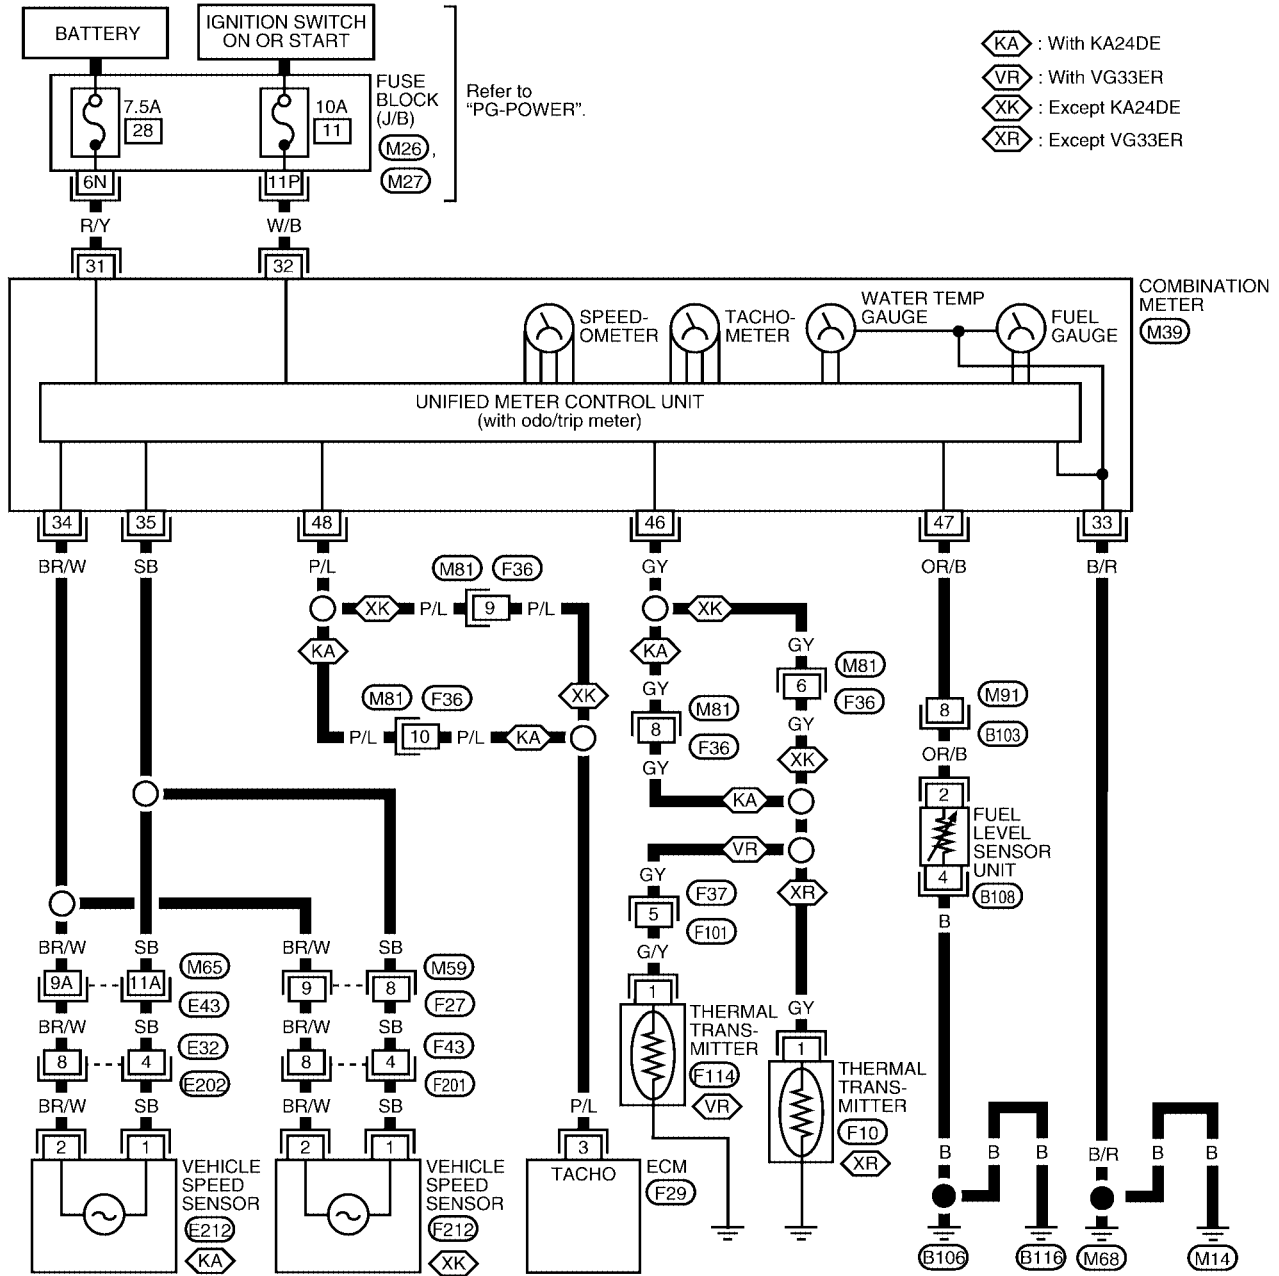 BATTERY
IGNITION SWITCH
ON OR START
7.5A
28
10A
11
FUSE
BLOCK
(J/B)
M26 ,
M27
Refer to
"PG-POWER".
KA : With KA24DE
VR : With VG33ER
XK : Except KA24DE
XR : Except VG33ER
6N
11P
R/Y
W/B
31
32
COMBINATION
METER
M39
SPEED-
OMETER
TACHO-
METER
WATER TEMP
GAUGE
FUEL
GAUGE
UNIFIED METER CONTROL UNIT
(with odo/trip meter)
34
35
48
46
47
33
BR/W
SB
P/L
GY
OR/B
B/R
M81
F36
XK
P/L
9
P/L
KA
XK
M81
F36
P/L
10
P/L
KA
XK
KA
GY
GY
6
M81
F36
M81
8
F36
GY
GY
XK
KA
VR
XR
GY
5
F37
F101
G/Y
1
THERMAL
TRANS-
MITTER
F114
VR
GY
1
THERMAL
TRANS-
MITTER
F10
XR
8
M91
B103
OR/B
2
FUEL
LEVEL
SENSOR
UNIT
4
B108
B
BR/W
SB
BR/W
SB
9A
11A
M65
E43
9
8
M59
F27
BR/W
SB
BR/W
SB
8
4
E32
E202
8
4
F43
F201
BR/W
SB
BR/W
SB
P/L
2
1
2
1
3
VEHICLE
SPEED
SENSOR
E212
KA
VEHICLE
SPEED
SENSOR
F212
XK
TACHO
ECM
F29
B
B
B
B/R
B
B
B106
B116
M68
M14